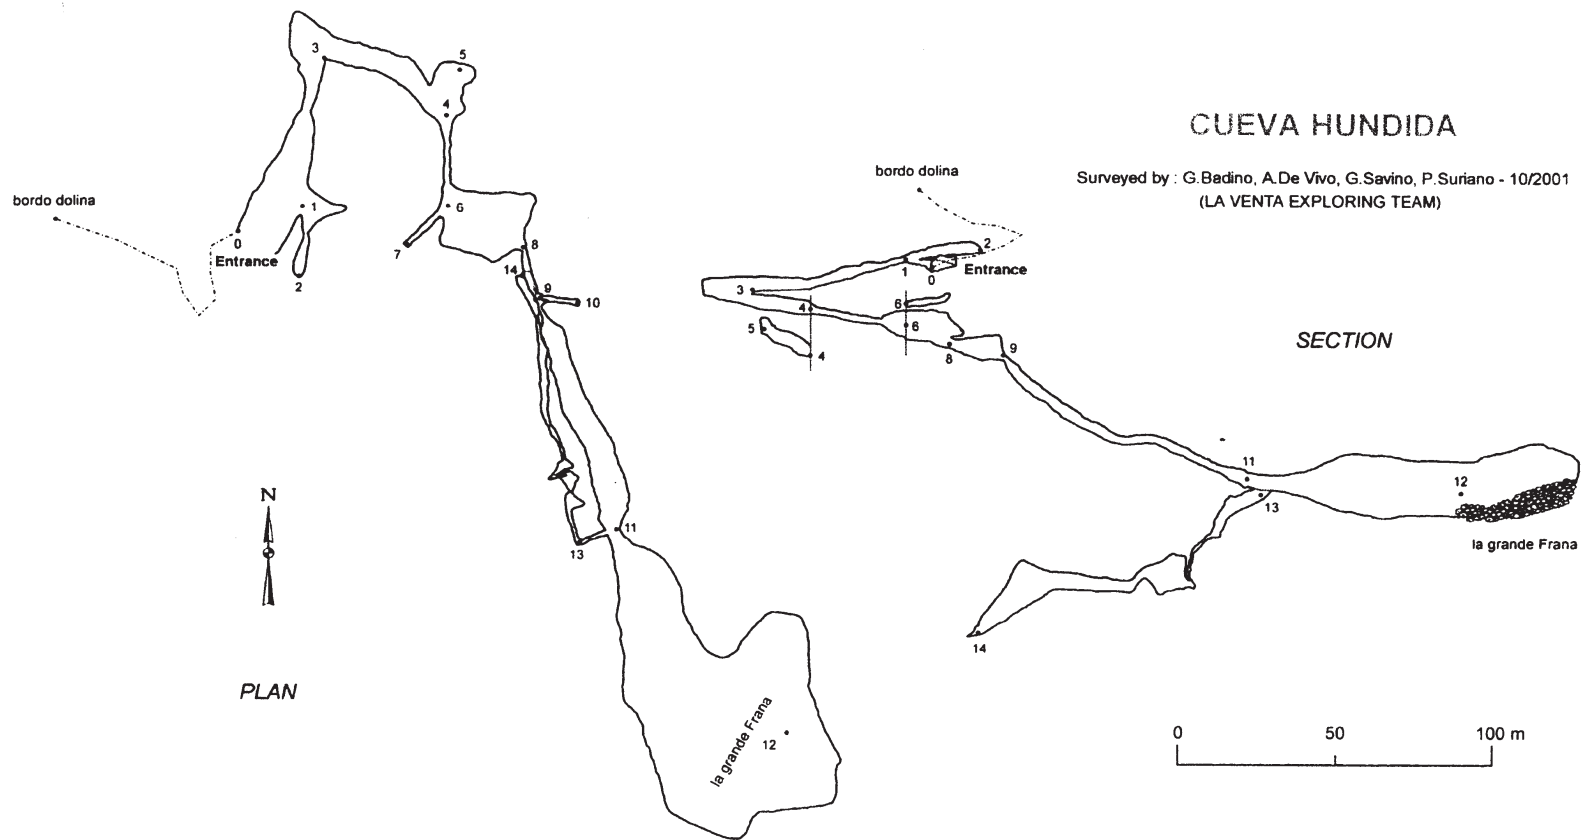 CUEVA HUNDIDA
Surveyed by : G.Badino, A.De Vivo, G.Savino, P.Suriano - 10/2001
(LA VENTA EXPLORING TEAM)
bordo dolina
0
Entrance
1
2
3
4
5
6
7
8
14
9
10
11
13
12
la grande Frana
N
PLAN
bordo dolina
2
1
0
Entrance
3
4
6
5
4
6
8
9
11
12
13
14
la grande Frana
SECTION
0 50 100 m